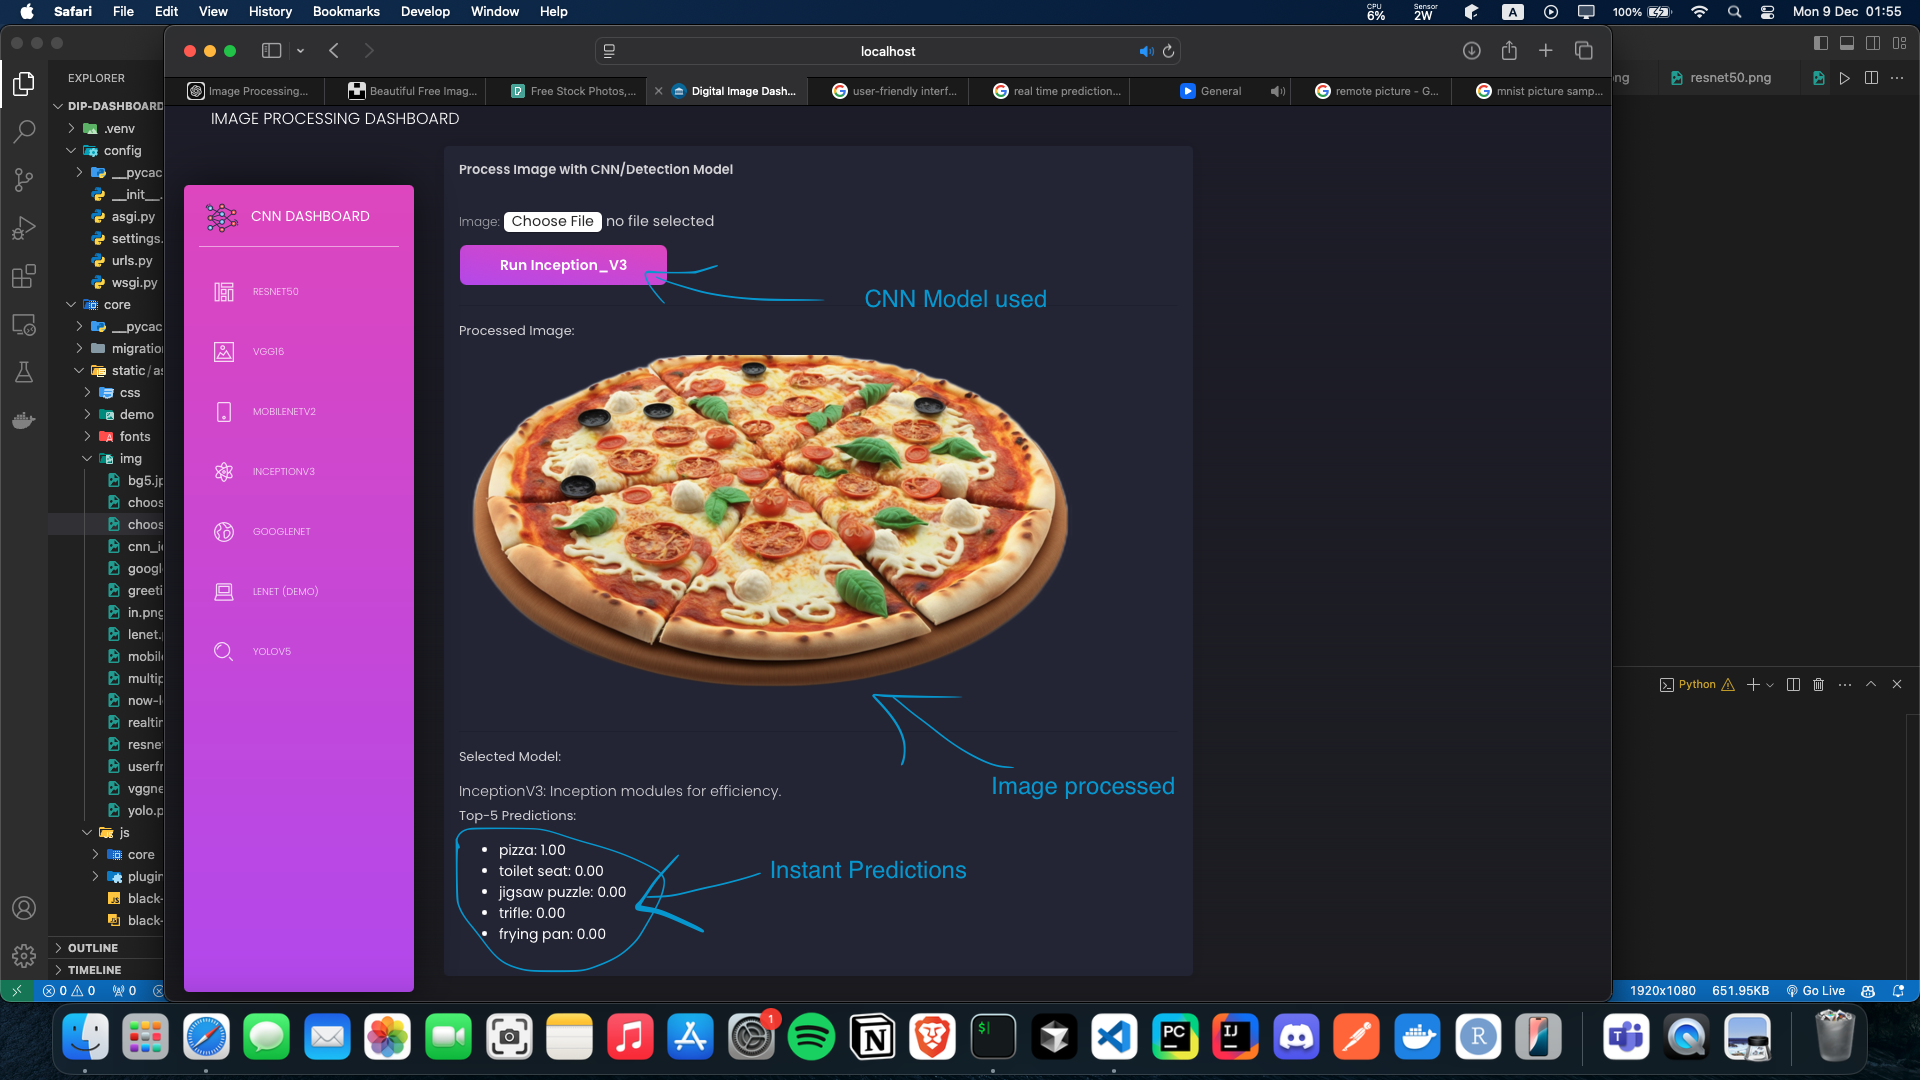 Safari File Edit View History Bookmarks Develop Window Help
CPU 6% Sensor 2W A 100% Mon 9 Dec 01:55
localhost
Image Processing... Beautiful Free Imag... Free Stock Photos,... Digital Image Dash... user-friendly interf... real time prediction... General remote picture - G... mnist picture samp...
ng resnet50.png
EXPLORER
DIP-DASHBOARD
.venv
config
__pycac
__init__.
asgi.py
settings.
urls.py
wsgi.py
core
__pycac
migratio
static/as
css
demo
fonts
img
bg5.jp
choos
choos
cnn_i
googl
greeti
in.png
lenet.
mobil
multip
now-l
realtin
resne
userfr
vggne
yolo.p
js
core
plugin
black-
black-
OUTLINE
TIMELINE
0 0 0
IMAGE PROCESSING DASHBOARD
CNN DASHBOARD
RESNET50
VGG16
MOBILENETV2
INCEPTIONV3
GOOGLENET
LENET (DEMO)
YOLOV5
Process Image with CNN/Detection Model
Image: Choose File no file selected
Run Inception_V3
CNN Model used
Processed Image:
Image processed
Selected Model:
InceptionV3: Inception modules for efficiency.
Top-5 Predictions:
pizza: 1.00
toilet seat: 0.00
jigsaw puzzle: 0.00
trifle: 0.00
frying pan: 0.00
Instant Predictions
Python
1920x1080 651.95KB Go Live
1
PC
IJ
R